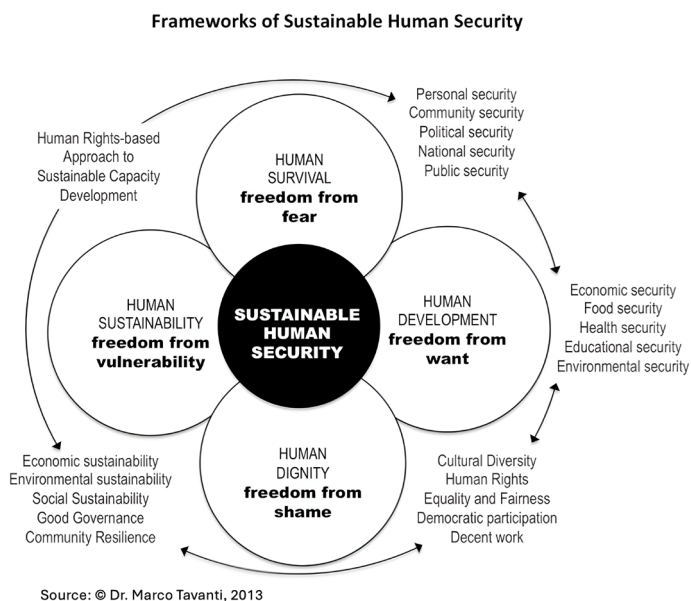 Frameworks of Sustainable Human Security
Personal security
Community security
Political security
National security
Public security
Human Rights-based
Approach to
Sustainable Capacity
Development
HUMAN
SURVIVAL
freedom from
fear
Economic security
Food security
Health security
Educational security
Environmental security
HUMAN
SUSTAINABILITY
freedom from
vulnerability
SUSTAINABLE
HUMAN
SECURITY
HUMAN
DEVELOPMENT
freedom from
want
HUMAN
DIGNITY
freedom from
shame
Economic sustainability
Environmental sustainability
Social Sustainability
Good Governance
Community Resilience
Cultural Diversity
Human Rights
Equality and Fairness
Democratic participation
Decent work
Source: © Dr. Marco Tavanti, 2013